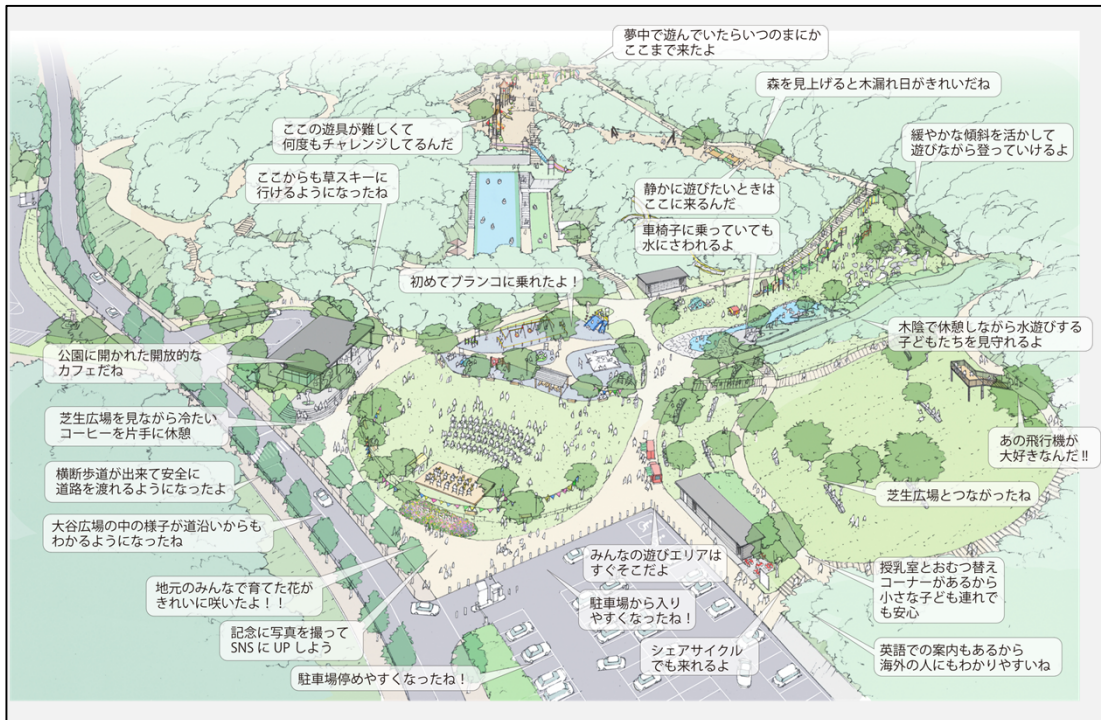 夢中で遊んでいたらいつのまにか
ここまで来たよ
森を見上げると木漏れ日がきれいだね
ここの遊具が難しくて
何度もチャレンジしてるんだ
緩やかな傾斜を活かして
遊びながら登っていけるよ
ここからも草スキーに
行けるようになったね
静かに遊びたいときは
ここに来るんだ
車椅子に乗っていても
水にさわれるよ
初めてブランコに乗れたよ！
木陰で休憩しながら水遊びする
子どもたちを見守れるよ
公園に開かれた開放的な
カフェだね
芝生広場を見ながら冷たい
コーヒーを片手に休憩
あの飛行機が
大好きなんだ!!
横断歩道が出来て安全に
道路を渡れるようになったよ
芝生広場とつながったね
大谷広場の中の様子が道沿いからも
わかるようになったね
みんなの遊びエリアは
すぐそこだよ
授乳室とおむつ替え
コーナーがあるから
小さな子ども連れで
も安心
地元のみんなで育てた花が
きれいに咲いたよ！！
駐車場から入り
やすくなったね！
記念に写真を撮って
SNS に UP しよう
シェアサイクル
でも来れるよ
英語での案内もあるから
海外の人にもわかりやすいね
駐車場停めやすくなったね！